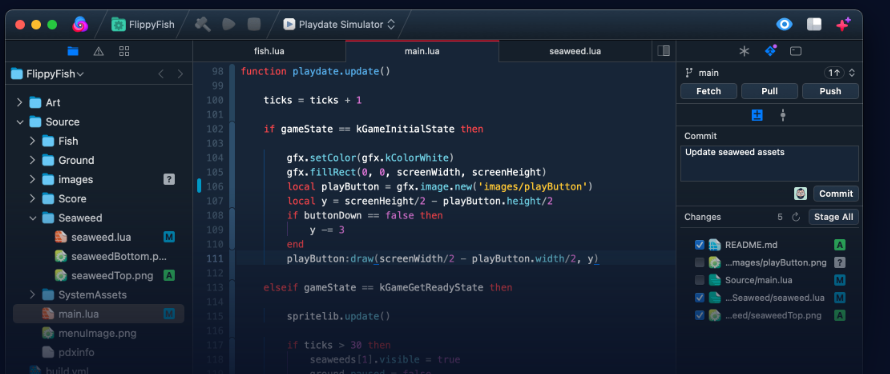 FlippyFish
Playdate Simulator
fish.lua
main.lua
seaweed.lua
FlippyFish
Art
Source
Fish
Ground
images ?
Score
Seaweed
seaweed.lua M
seaweedBottom.p...
seaweedTop.png A
SystemAssets
main.lua M
menuImage.png
pdxinfo
build.yml
98 function playdate.update()
99
100 ticks = ticks + 1
101
102 if gameState == kGameInitialState then
103
104 gfx.setColor(gfx.kColorWhite)
105 gfx.fillRect(0, 0, screenWidth, screenHeight)
106 local playButton = gfx.image.new('images/playButton')
107 local y = screenHeight/2 - playButton.height/2
108 if buttonDown == false then
109 y -= 3
110 end
111 playButton:draw(screenWidth/2 - playButton.width/2, y)
112
113 elseif gameState == kGameGetReadyState then
114
115 spritelib.update()
116
117 if ticks > 30 then
118 seaweeds[1].visible = true
ground.paused = false
main
1↑
Fetch
Pull
Push
Commit
Update seaweed assets
Commit
Changes 5
Stage All
README.md A
...mages/playButton.png ?
Source/main.lua M
...Seaweed/seaweed.lua M
...eed/seaweedTop.png A